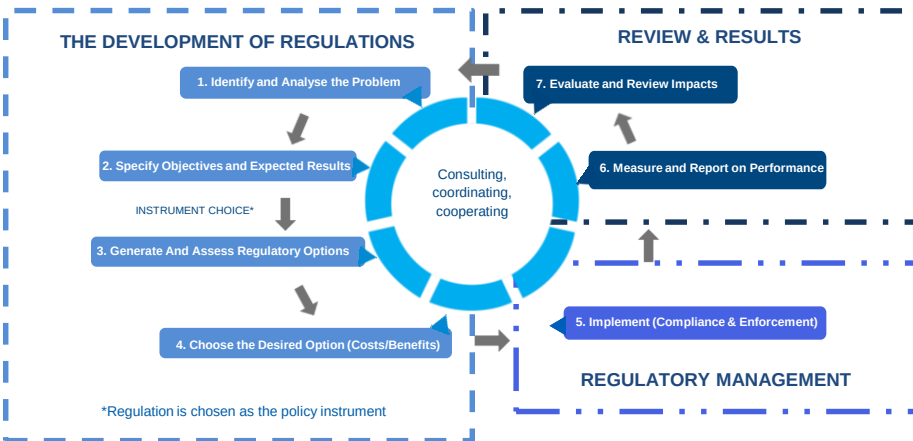 THE DEVELOPMENT OF REGULATIONS
1. Identify and Analyse the Problem
2. Specify Objectives and Expected Results
INSTRUMENT CHOICE*
3. Generate And Assess Regulatory Options
4. Choose the Desired Option (Costs/Benefits)
*Regulation is chosen as the policy instrument
Consulting,
coordinating,
cooperating
REVIEW & RESULTS
7. Evaluate and Review Impacts
6. Measure and Report on Performance
5. Implement (Compliance & Enforcement)
REGULATORY MANAGEMENT